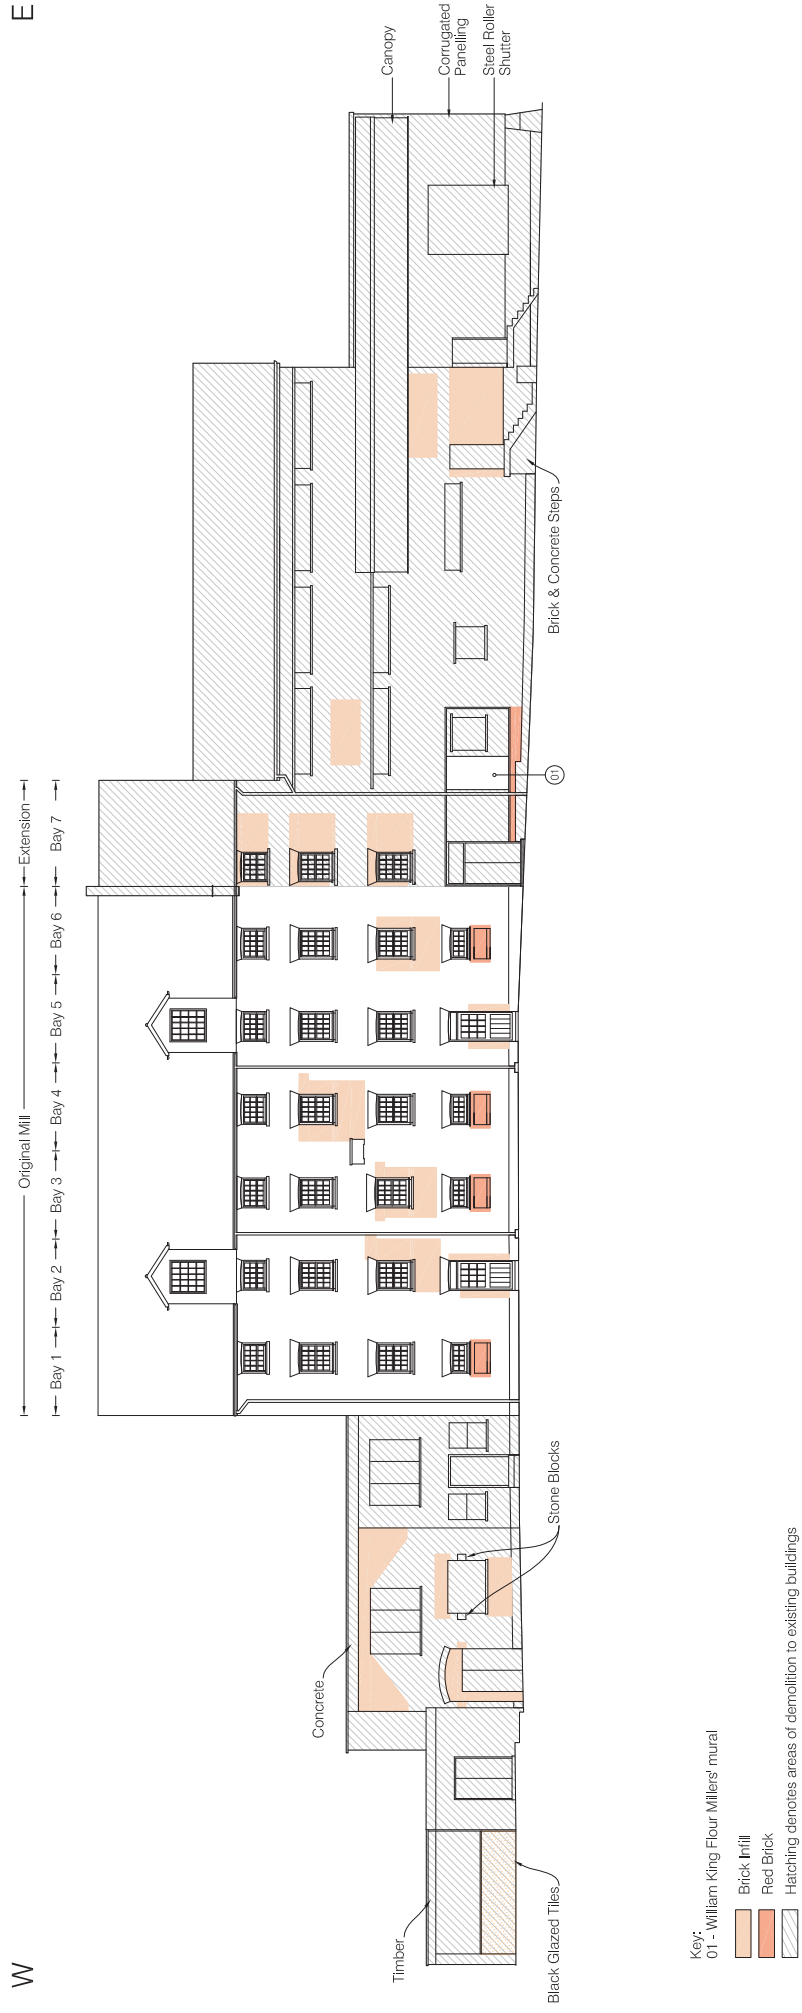 W
E
Original Mill
Extension
Bay 1
Bay 2
Bay 3
Bay 4
Bay 5
Bay 6
Bay 7
Timber
Concrete
Canopy
Corrugated
Panelling
Steel Roller
Shutter
Black Glazed Tiles
Stone Blocks
01
Brick & Concrete Steps
Key:
01 - William King Flour Millers' mural
Brick Infill
Red Brick
Hatching denotes areas of demolition to existing buildings